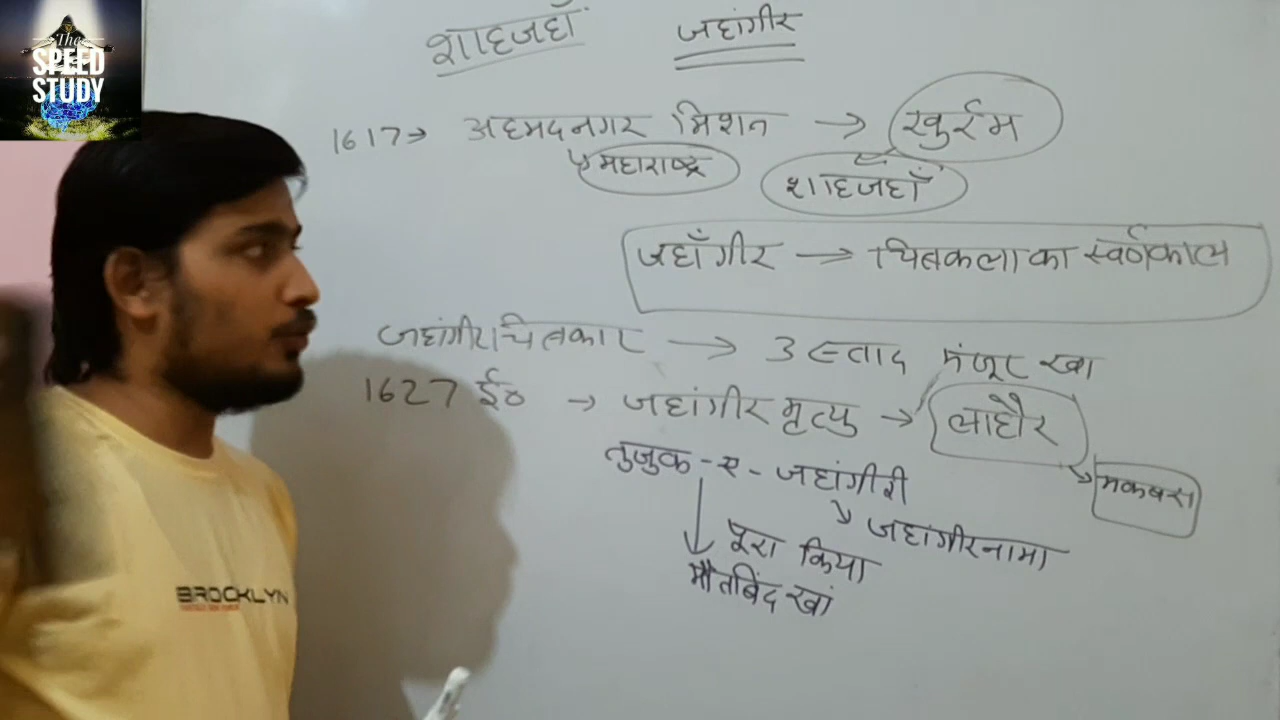 The
SPEED
STUDY
शाहजहाँ जहांगीर
1617→ अहमदनगर मिशन → खुर्रम
महाराष्ट्र शाहजहाँ
जहाँगीर → चित्रकला का स्वर्णकाल
जहांगीर चित्रकार → उस्ताद मंजूर खा
1627 ई० → जहांगीर मृत्यु → लाहौर
तुजुक-ए-जहांगीरी मकबरा
जहांगीरनामा
पूरा किया
मौतबिंद खां
BROCKLYN